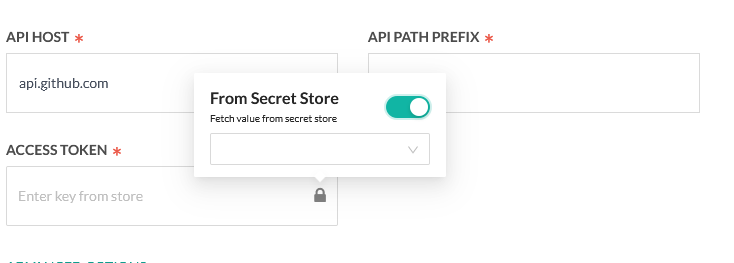 API HOST *
API PATH PREFIX *
api.github.com
From Secret Store
Fetch value from secret store
ACCESS TOKEN *
Enter key from store